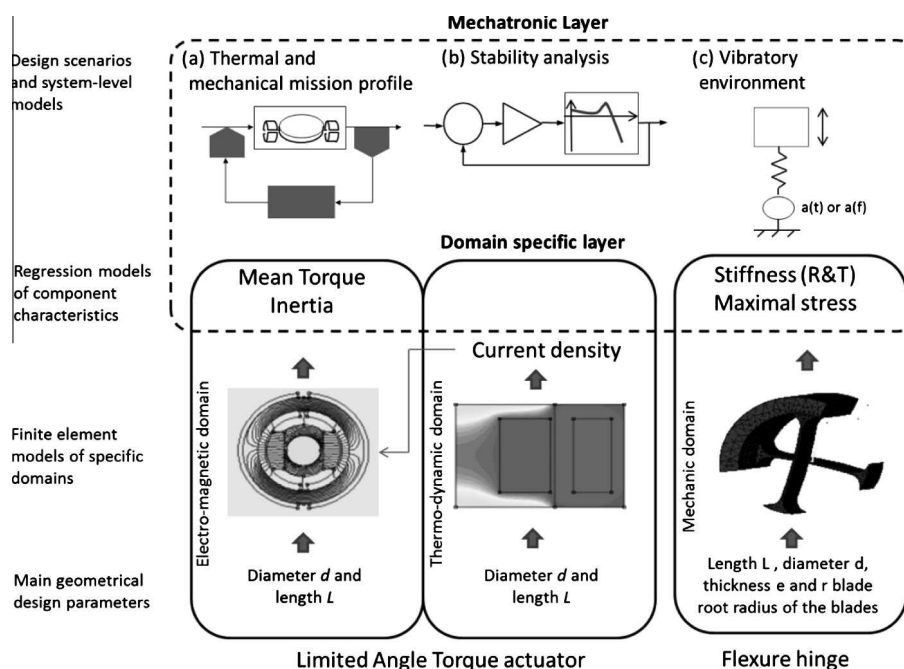 Mechatronic Layer
Design scenarios
and system-level
models
(a) Thermal and
mechanical mission profile
(b) Stability analysis
(c) Vibratory
environment
a(t) or a(f)
Domain specific layer
Regression models
of component
characteristics
Mean Torque
Inertia
Stiffness (R&T)
Maximal stress
Current density
Finite element
models of specific
domains
Electro-magnetic domain
Thermo-dynamic domain
Mechanic domain
Main geometrical
design parameters
Diameter d and
length L
Diameter d and
length L
Length L , diameter d,
thickness e and r blade
root radius of the blades
Limited Angle Torque actuator
Flexure hinge